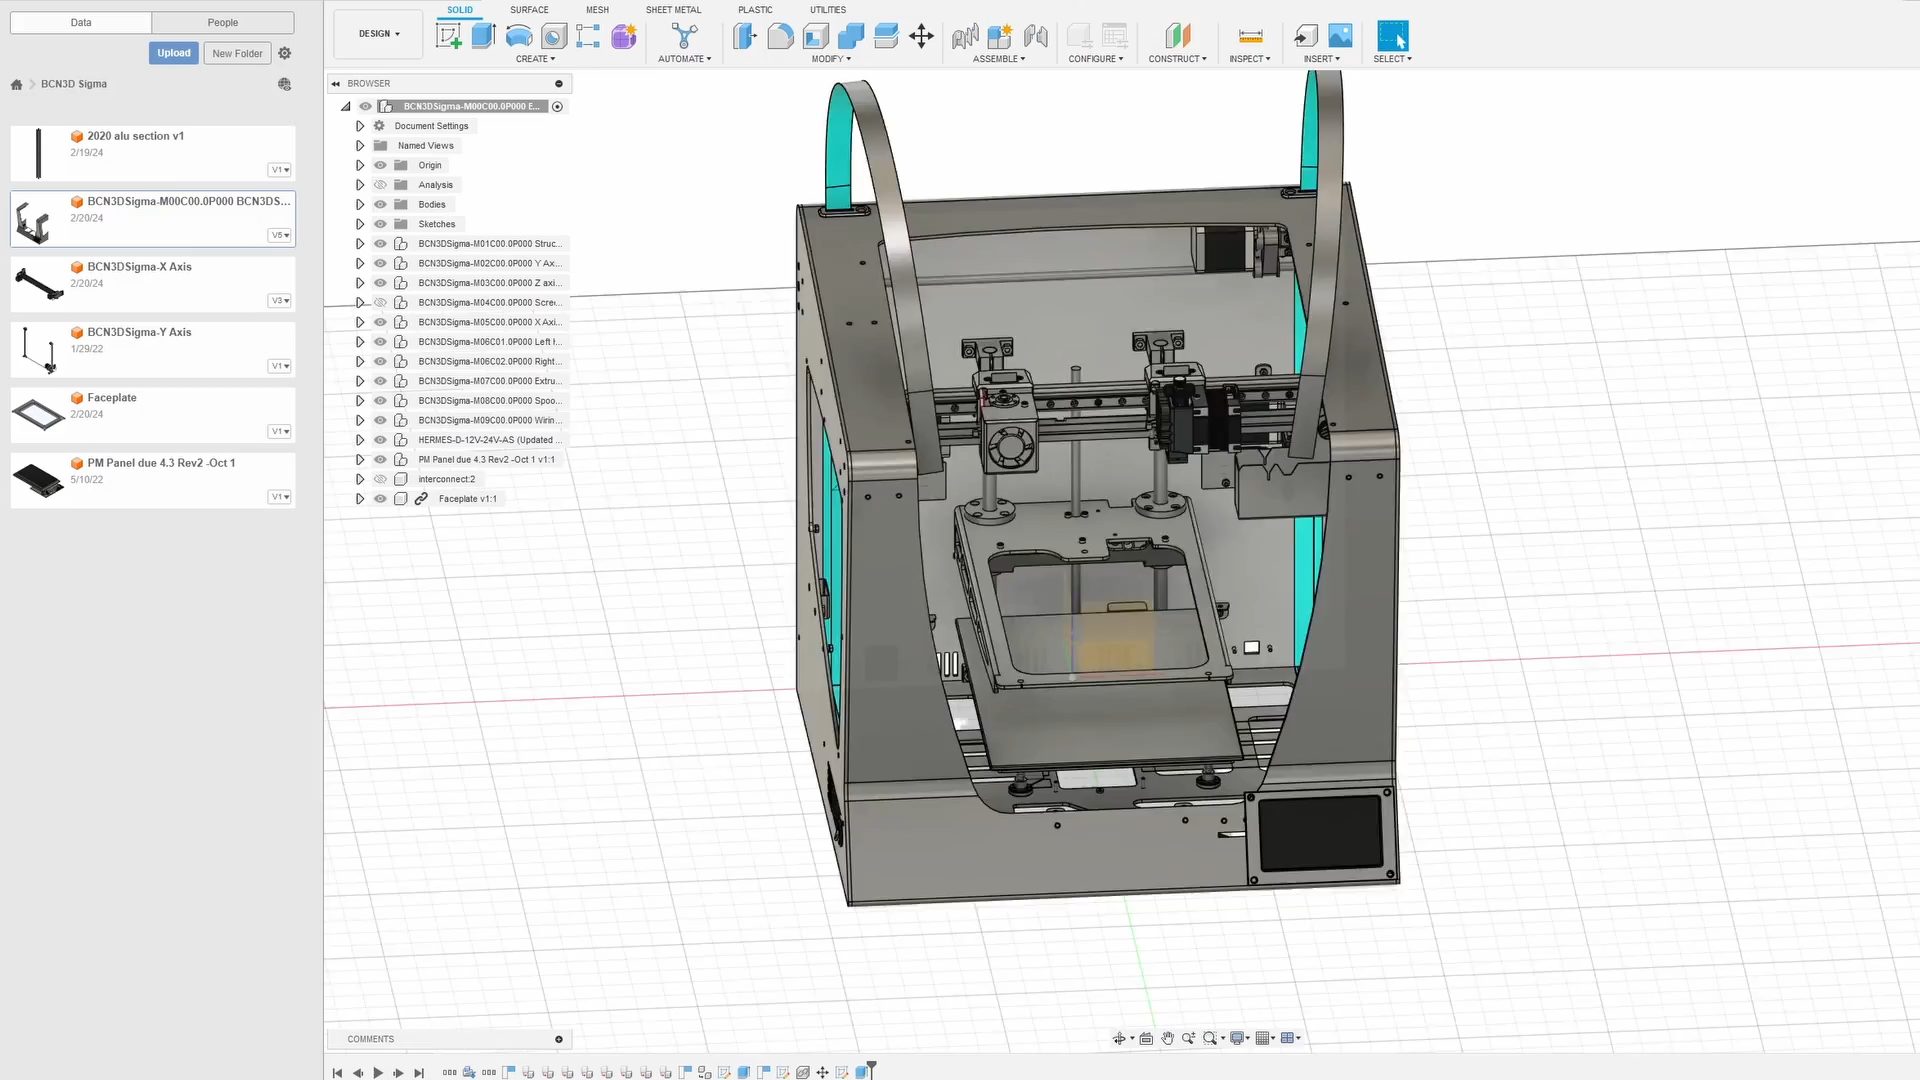 Data
People
Upload
New Folder
BCN3D Sigma
2020 alu section v1
2/19/24
V1
BCN3DSigma-M00C00.0P000 BCN3DS...
2/20/24
V5
BCN3DSigma-X Axis
2/20/24
V3
BCN3DSigma-Y Axis
1/29/22
V1
Faceplate
2/20/24
V1
PM Panel due 4.3 Rev2 -Oct 1
5/10/22
V1
DESIGN
SOLID
SURFACE
MESH
SHEET METAL
PLASTIC
UTILITIES
CREATE
AUTOMATE
MODIFY
ASSEMBLE
CONFIGURE
CONSTRUCT
INSPECT
INSERT
SELECT
BROWSER
BCN3DSigma-M00C00.0P000 E...
Document Settings
Named Views
Origin
Analysis
Bodies
Sketches
BCN3DSigma-M01C00.0P000 Struc...
BCN3DSigma-M02C00.0P000 Y Ax...
BCN3DSigma-M03C00.0P000 Z axi...
BCN3DSigma-M04C00.0P000 Scre...
BCN3DSigma-M05C00.0P000 X Axi...
BCN3DSigma-M06C01.0P000 Left h...
BCN3DSigma-M06C02.0P000 Right...
BCN3DSigma-M07C00.0P000 Extru...
BCN3DSigma-M08C00.0P000 Spoo...
BCN3DSigma-M09C00.0P000 Wirin...
HERMES-D-12V-24V-AS (Updated ...
PM Panel due 4.3 Rev2 -Oct 1 v1:1
interconnect:2
Faceplate v1:1
COMMENTS